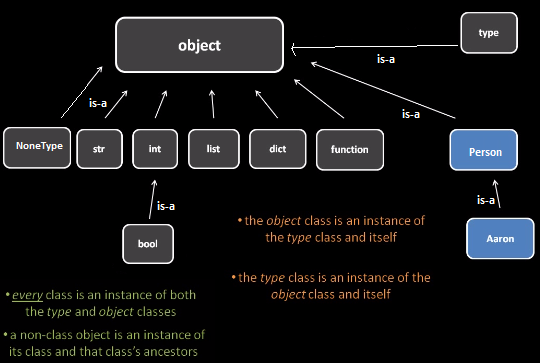 type
object
is-a
is-a
is-a
NoneType
str
int
list
dict
function
Person
is-a
is-a
bool
Aaron
• the object class is an instance of
the type class and itself
• the type class is an instance of the
object class and itself
• every class is an instance of both
the type and object classes
• a non-class object is an instance of
its class and that class's ancestors